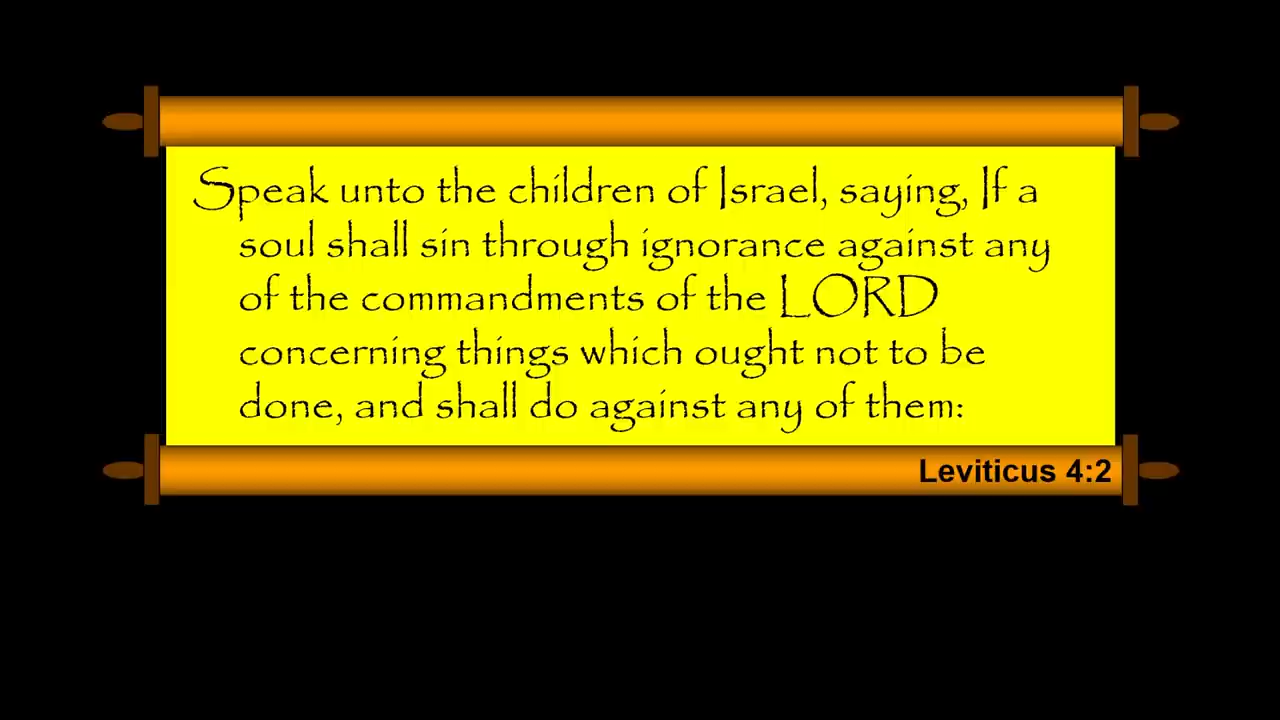 Speak unto the children of Israel, saying, If a
soul shall sin through ignorance against any
of the commandments of the LORD
concerning things which ought not to be
done, and shall do against any of them:
Leviticus 4:2